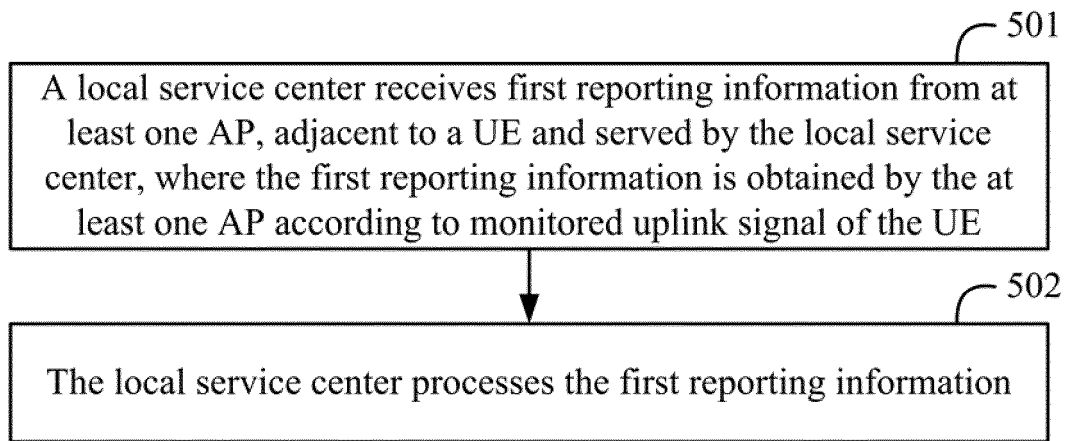 501
A local service center receives first reporting information from at
least one AP, adjacent to a UE and served by the local service
center, where the first reporting information is obtained by the at
least one AP according to monitored uplink signal of the UE
502
The local service center processes the first reporting information